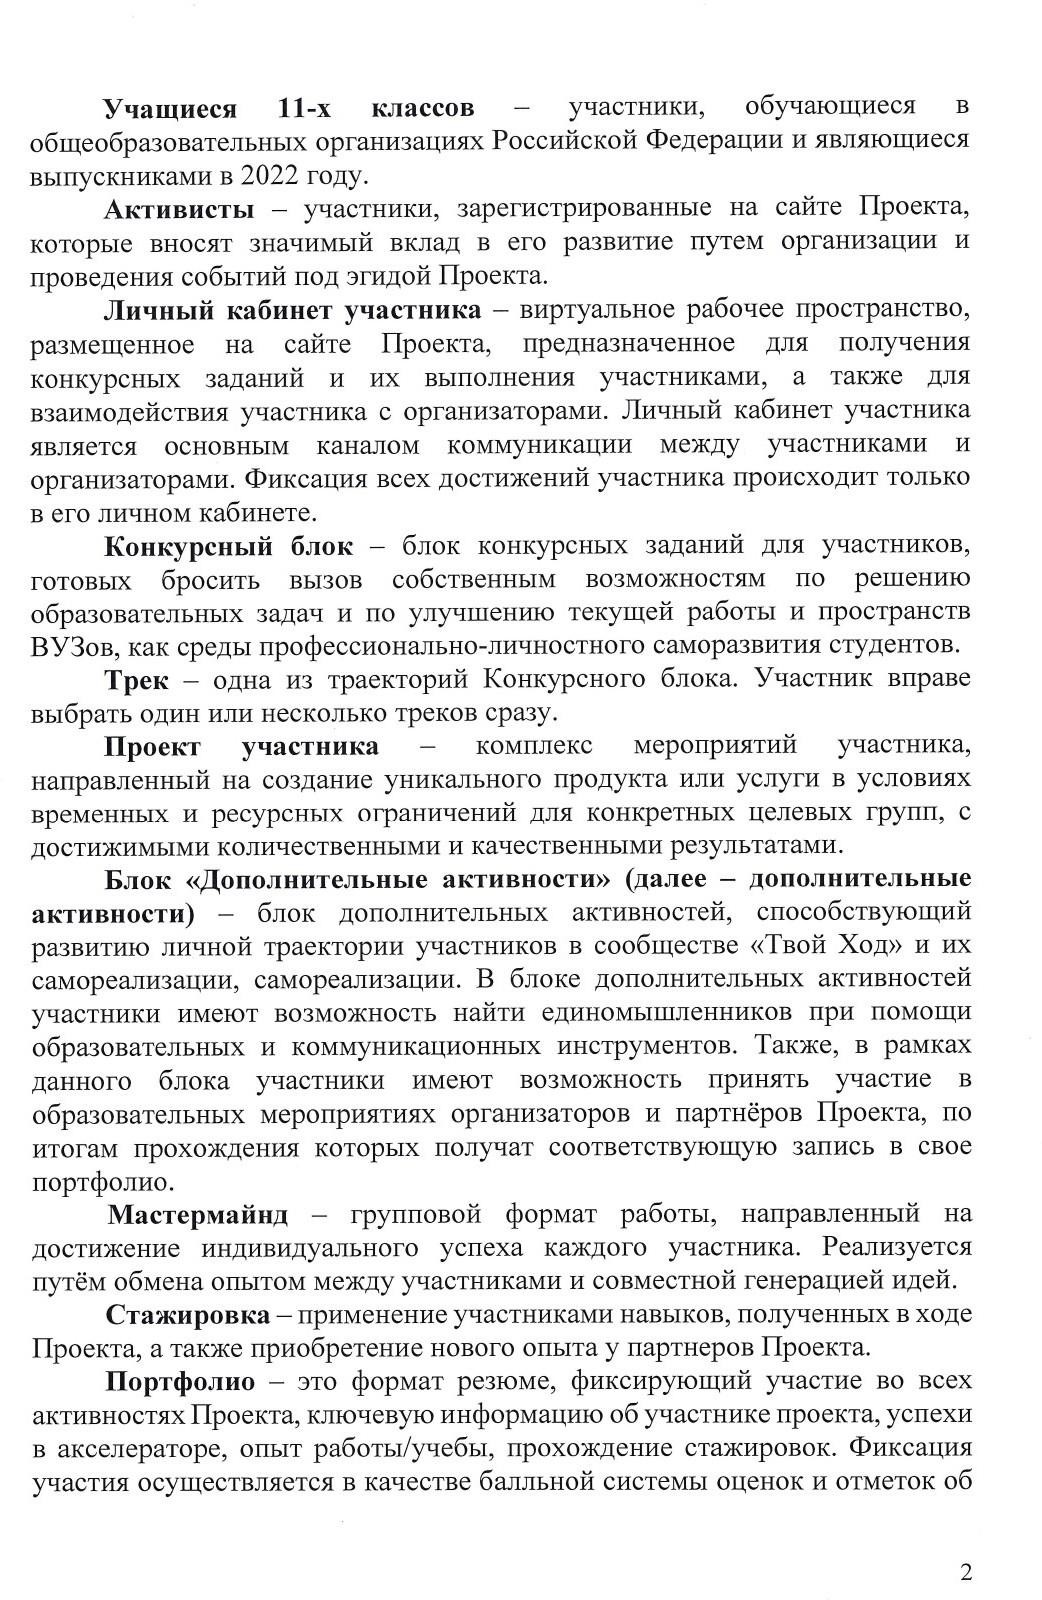 Учащиеся 11-х классов – участники, обучающиеся в
общеобразовательных организациях Российской Федерации и являющиеся
выпускниками в 2022 году.
Активисты – участники, зарегистрированные на сайте Проекта,
которые вносят значимый вклад в его развитие путем организации и
проведения событий под эгидой Проекта.
Личный кабинет участника – виртуальное рабочее пространство,
размещенное на сайте Проекта, предназначенное для получения
конкурсных заданий и их выполнения участниками, а также для
взаимодействия участника с организаторами. Личный кабинет участника
является основным каналом коммуникации между участниками и
организаторами. Фиксация всех достижений участника происходит только
в его личном кабинете.
Конкурсный блок – блок конкурсных заданий для участников,
готовых бросить вызов собственным возможностям по решению
образовательных задач и по улучшению текущей работы и пространств
ВУЗов, как среды профессионально-личностного саморазвития студентов.
Трек – одна из траекторий Конкурсного блока. Участник вправе
выбрать один или несколько треков сразу.
Проект участника – комплекс мероприятий участника,
направленный на создание уникального продукта или услуги в условиях
временных и ресурсных ограничений для конкретных целевых групп, с
достижимыми количественными и качественными результатами.
Блок «Дополнительные активности» (далее – дополнительные
активности) – блок дополнительных активностей, способствующий
развитию личной траектории участников в сообществе «Твой Ход» и их
самореализации, самореализации. В блоке дополнительных активностей
участники имеют возможность найти единомышленников при помощи
образовательных и коммуникационных инструментов. Также, в рамках
данного блока участники имеют возможность принять участие в
образовательных мероприятиях организаторов и партнёров Проекта, по
итогам прохождения которых получат соответствующую запись в свое
портфолио.
Мастермайнд – групповой формат работы, направленный на
достижение индивидуального успеха каждого участника. Реализуется
путём обмена опытом между участниками и совместной генерацией идей.
Стажировка – применение участниками навыков, полученных в ходе
Проекта, а также приобретение нового опыта у партнеров Проекта.
Портфолио – это формат резюме, фиксирующий участие во всех
активностях Проекта, ключевую информацию об участнике проекта, успехи
в акселераторе, опыт работы/учебы, прохождение стажировок. Фиксация
участия осуществляется в качестве балльной системы оценок и отметок об
2